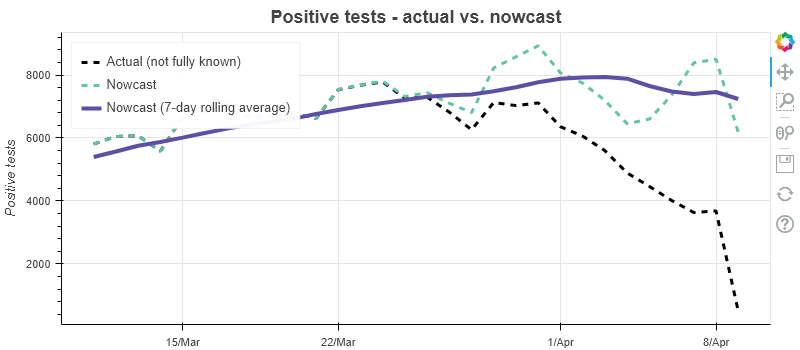 Positive tests - actual vs. nowcast
Actual (not fully known)
Nowcast
Nowcast (7-day rolling average)
Positive tests
8000
6000
4000
2000
15/Mar
22/Mar
1/Apr
8/Apr